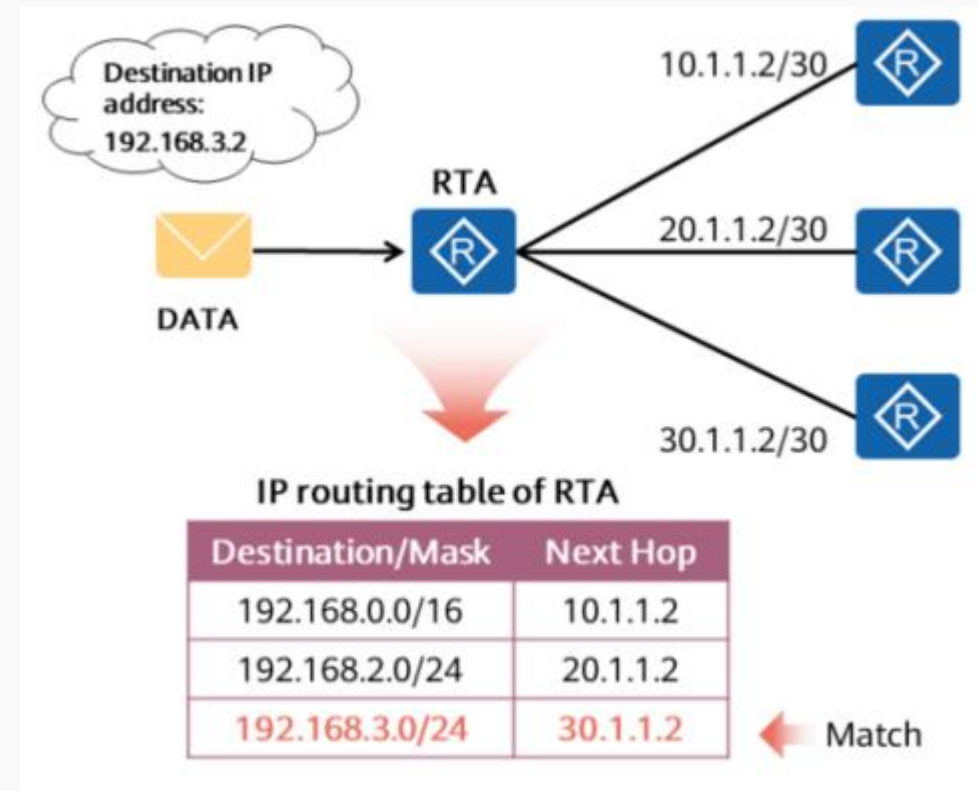 Destination IP
address:
192.168.3.2
DATA
RTA
R
10.1.1.2/30
R
20.1.1.2/30
R
30.1.1.2/30
R
IP routing table of RTA
Destination/Mask Next Hop
192.168.0.0/16 10.1.1.2
192.168.2.0/24 20.1.1.2
192.168.3.0/24 30.1.1.2
Match